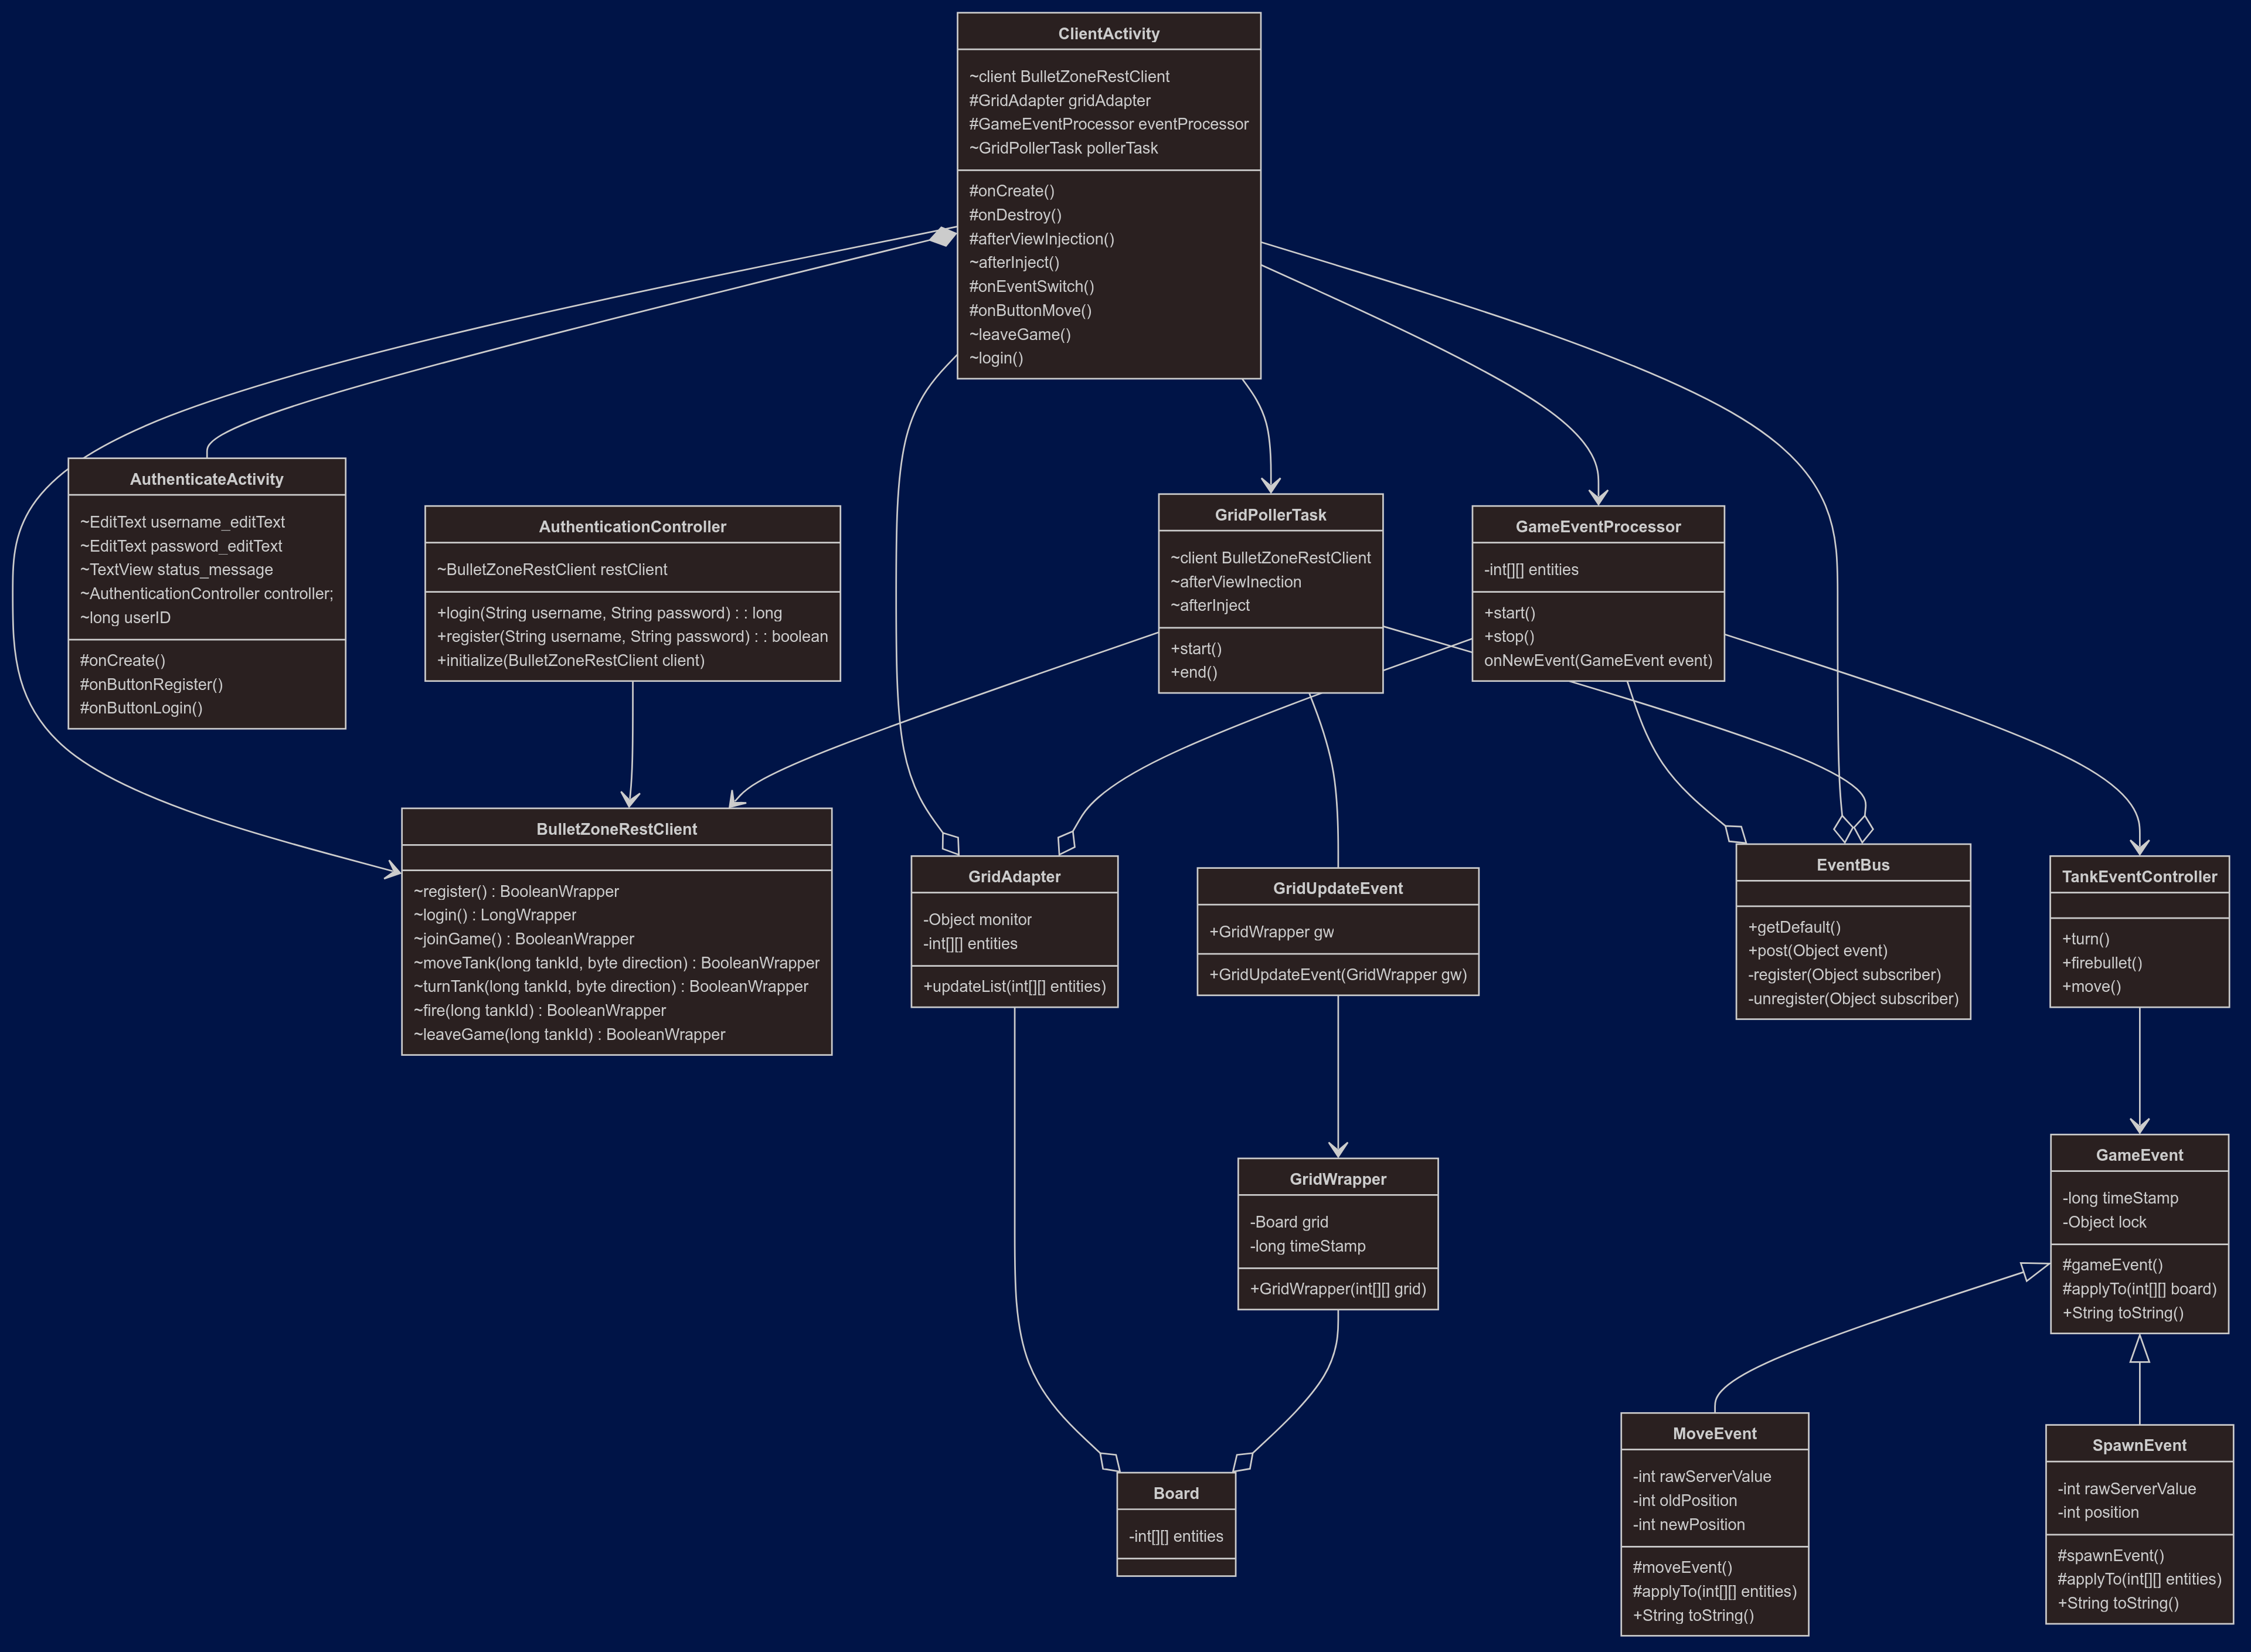 ClientActivity
~client BulletZoneRestClient
#GridAdapter gridAdapter
#GameEventProcessor eventProcessor
~GridPollerTask pollerTask
#onCreate()
#onDestroy()
#afterViewInjection()
~afterInject()
#onEventSwitch()
#onButtonMove()
~leaveGame()
~login()
AuthenticateActivity
~EditText username_editText
~EditText password_editText
~TextView status_message
~AuthenticationController controller;
~long userID
#onCreate()
#onButtonRegister()
#onButtonLogin()
AuthenticationController
~BulletZoneRestClient restClient
+login(String username, String password) : : long
+register(String username, String password) : : boolean
+initialize(BulletZoneRestClient client)
GridPollerTask
~client BulletZoneRestClient
~afterViewInection
~afterInject
+start()
+end()
GameEventProcessor
-int[][] entities
+start()
+stop()
onNewEvent(GameEvent event)
BulletZoneRestClient
~register() : BooleanWrapper
~login() : LongWrapper
~joinGame() : BooleanWrapper
~moveTank(long tankId, byte direction) : BooleanWrapper
~turnTank(long tankId, byte direction) : BooleanWrapper
~fire(long tankId) : BooleanWrapper
~leaveGame(long tankId) : BooleanWrapper
GridAdapter
-Object monitor
-int[][] entities
+updateList(int[][] entities)
GridUpdateEvent
+GridWrapper gw
+GridUpdateEvent(GridWrapper gw)
EventBus
+getDefault()
+post(Object event)
-register(Object subscriber)
-unregister(Object subscriber)
TankEventController
+turn()
+firebullet()
+move()
GridWrapper
-Board grid
-long timeStamp
+GridWrapper(int[][] grid)
GameEvent
-long timeStamp
-Object lock
#gameEvent()
#applyTo(int[][] board)
+String toString()
Board
-int[][] entities
MoveEvent
-int rawServerValue
-int oldPosition
-int newPosition
#moveEvent()
#applyTo(int[][] entities)
+String toString()
SpawnEvent
-int rawServerValue
-int position
#spawnEvent()
#applyTo(int[][] entities)
+String toString()